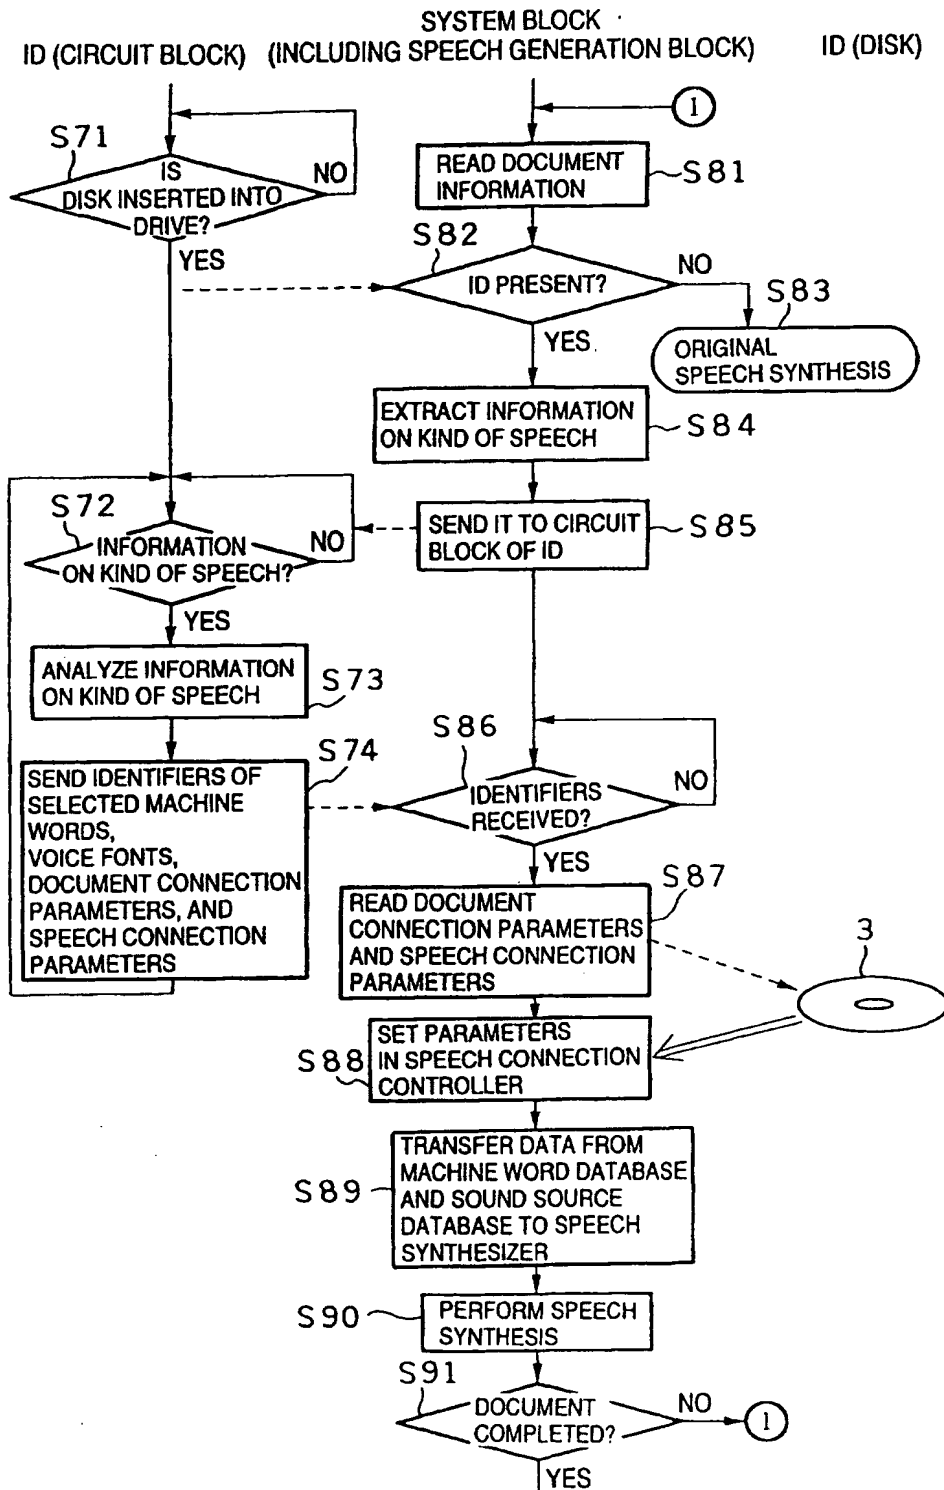 SYSTEM BLOCK
ID (CIRCUIT BLOCK) (INCLUDING SPEECH GENERATION BLOCK) ID (DISK)
1
S71
IS
DISK INSERTED INTO
DRIVE?
NO
YES
READ DOCUMENT
INFORMATION
S81
S82
ID PRESENT?
NO
YES
S83
ORIGINAL
SPEECH SYNTHESIS
EXTRACT INFORMATION
ON KIND OF SPEECH
S84
SEND IT TO CIRCUIT
BLOCK OF ID
S85
S72
INFORMATION
ON KIND OF SPEECH?
NO
YES
ANALYZE INFORMATION
ON KIND OF SPEECH
S73
S74
SEND IDENTIFIERS OF
SELECTED MACHINE
WORDS,
VOICE FONTS,
DOCUMENT CONNECTION
PARAMETERS, AND
SPEECH CONNECTION
PARAMETERS
S86
IDENTIFIERS
RECEIVED?
NO
YES
S87
READ DOCUMENT
CONNECTION PARAMETERS
AND SPEECH CONNECTION
PARAMETERS
3
S88
SET PARAMETERS
IN SPEECH CONNECTION
CONTROLLER
S89
TRANSFER DATA FROM
MACHINE WORD DATABASE
AND SOUND SOURCE
DATABASE TO SPEECH
SYNTHESIZER
S90
PERFORM SPEECH
SYNTHESIS
S91
DOCUMENT
COMPLETED?
NO
1
YES